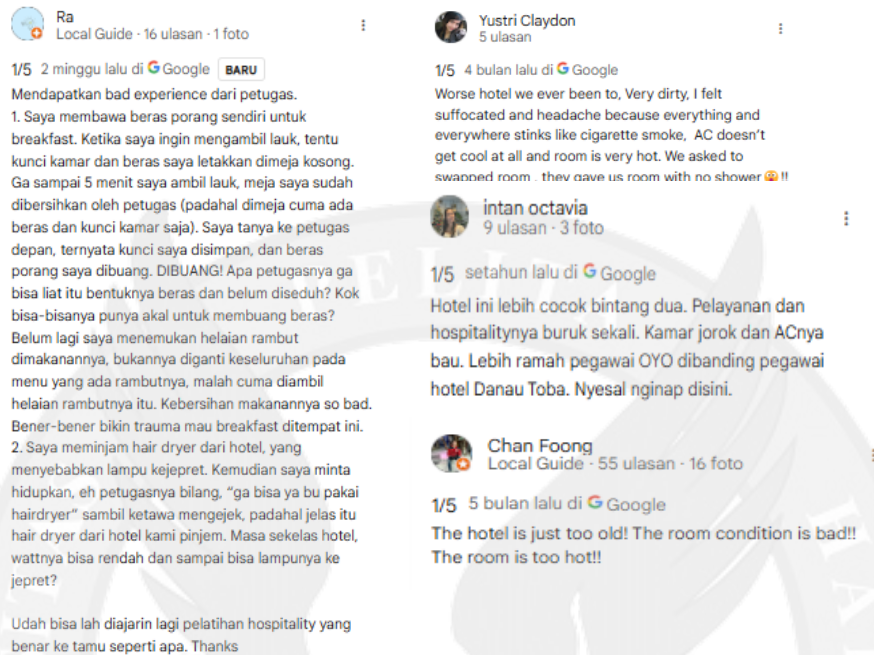 Ra
Local Guide · 16 ulasan · 1 foto
1/5 2 minggu lalu di Google BARU
Mendapatkan bad experience dari petugas.
1. Saya membawa beras porang sendiri untuk
breakfast. Ketika saya ingin mengambil lauk, tentu
kunci kamar dan beras saya letakkan dimeja kosong.
Ga sampai 5 menit saya ambil lauk, meja saya sudah
dibersihkan oleh petugas (padahal dimeja cuma ada
beras dan kunci kamar saja). Saya tanya ke petugas
depan, ternyata kunci saya disimpan, dan beras
porang saya dibuang. DIBUANG! Apa petugasnya ga
bisa liat itu bentuknya beras dan belum diseduh? Kok
bisa-bisanya punya akal untuk membuang beras?
Belum lagi saya menemukan helaian rambut
dimakanannya, bukannya diganti keseluruhan pada
menu yang ada rambutnya, malah cuma diambil
helaian rambutnya itu. Kebersihan makanannya so bad.
Bener-bener bikin trauma mau breakfast ditempat ini.
2. Saya meminjam hair dryer dari hotel, yang
menyebabkan lampu kejepret. Kemudian saya minta
hidupkan, eh petugasnya bilang, “ga bisa ya bu pakai
hairdryer” sambil ketawa mengejek, padahal jelas itu
hair dryer dari hotel kami pinjem. Masa sekelas hotel,
wattnya bisa rendah dan sampai bisa lampunya ke
jepret?
Udah bisa lah diajarin lagi pelatihan hospitality yang
benar ke tamu seperti apa. Thanks
Yustri Claydon
5 ulasan
1/5 4 bulan lalu di Google
Worse hotel we ever been to, Very dirty, I felt
suffocated and headache because everything and
everywhere stinks like cigarette smoke, AC doesn't
get cool at all and room is very hot. We asked to
swapped room , they gave us room with no shower 😩!!
intan octavia
9 ulasan · 3 foto
1/5 setahun lalu di Google
Hotel ini lebih cocok bintang dua. Pelayanan dan
hospitalitynya buruk sekali. Kamar jorok dan ACnya
bau. Lebih ramah pegawai OYO dibanding pegawai
hotel Danau Toba. Nyesal nginap disini.
Chan Foong
Local Guide · 55 ulasan · 16 foto
1/5 5 bulan lalu di Google
The hotel is just too old! The room condition is bad!!
The room is too hot!!